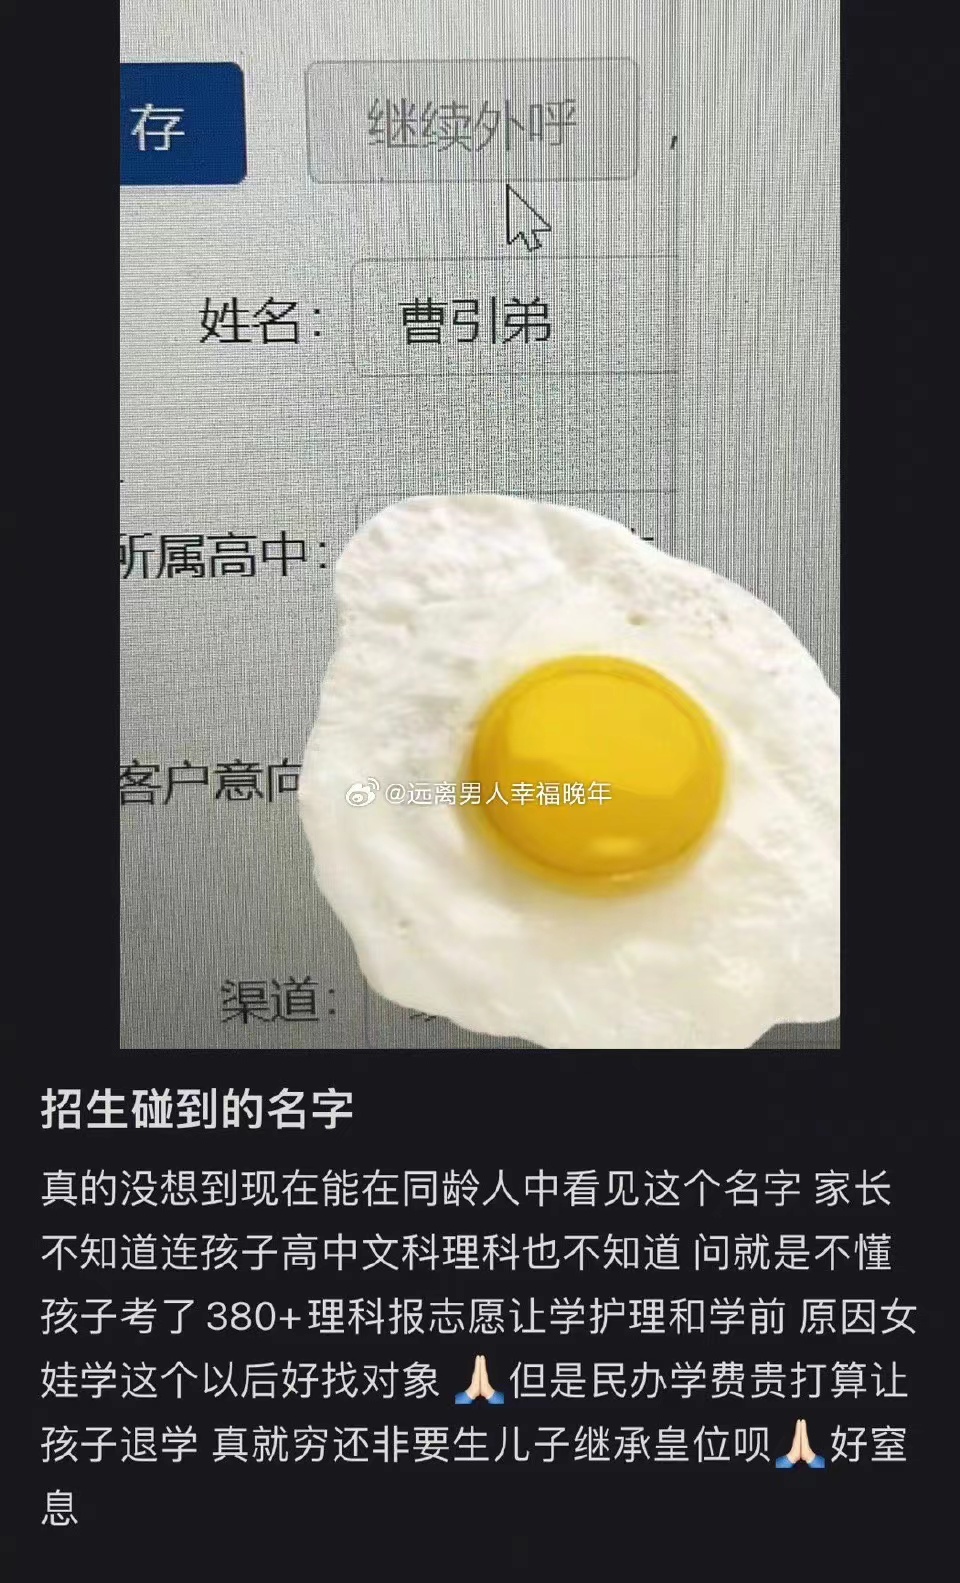 存
继续外呼
姓名：
曹引弟
所属高中：
客户意向
@远离男人幸福晚年
渠道：
招生碰到的名字
真的没想到现在能在同龄人中看见这个名字 家长
不知道连孩子高中文科理科也不知道 问就是不懂
孩子考了380+理科报志愿让学护理和学前 原因女
娃学这个以后好找对象 🙏🏻但是民办学费贵打算让
孩子退学 真就穷还非要生儿子继承皇位呗🙏🏻好窒
息